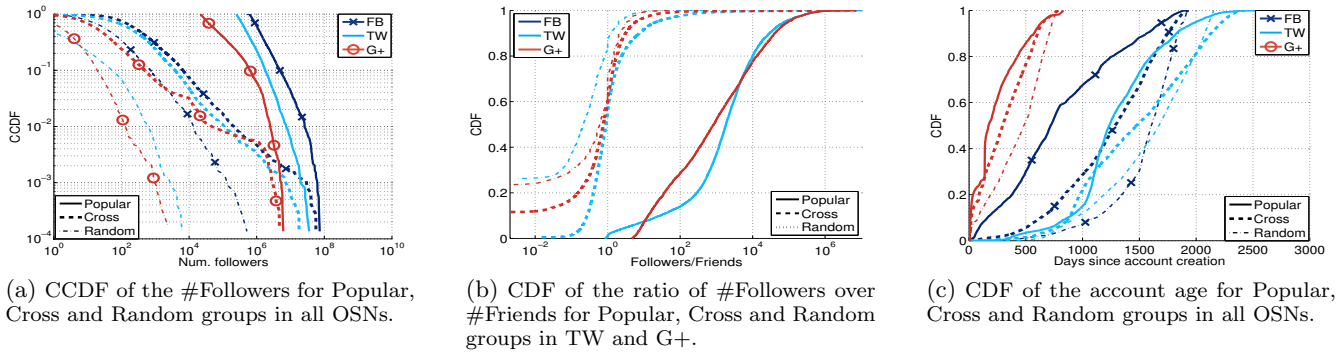 CCDF
10^0
10^-1
10^-2
10^-3
10^-4
FB
TW
G+
Popular
Cross
Random
10^0 10^2 10^4 10^6 10^8 10^10
Num. followers
(a) CCDF of the #Followers for Popular,
Cross and Random groups in all OSNs.
CDF
1
0.8
0.6
0.4
0.2
0
FB
TW
G+
Popular
Cross
Random
10^-2 10^0 10^2 10^4 10^6
Followers/Friends
(b) CDF of the ratio of #Followers over
#Friends for Popular, Cross and Random
groups in TW and G+.
CDF
1
0.8
0.6
0.4
0.2
0
FB
TW
G+
Popular
Cross
Random
0 500 1000 1500 2000 2500 3000
Days since account creation
(c) CDF of the account age for Popular,
Cross and Random groups in all OSNs.